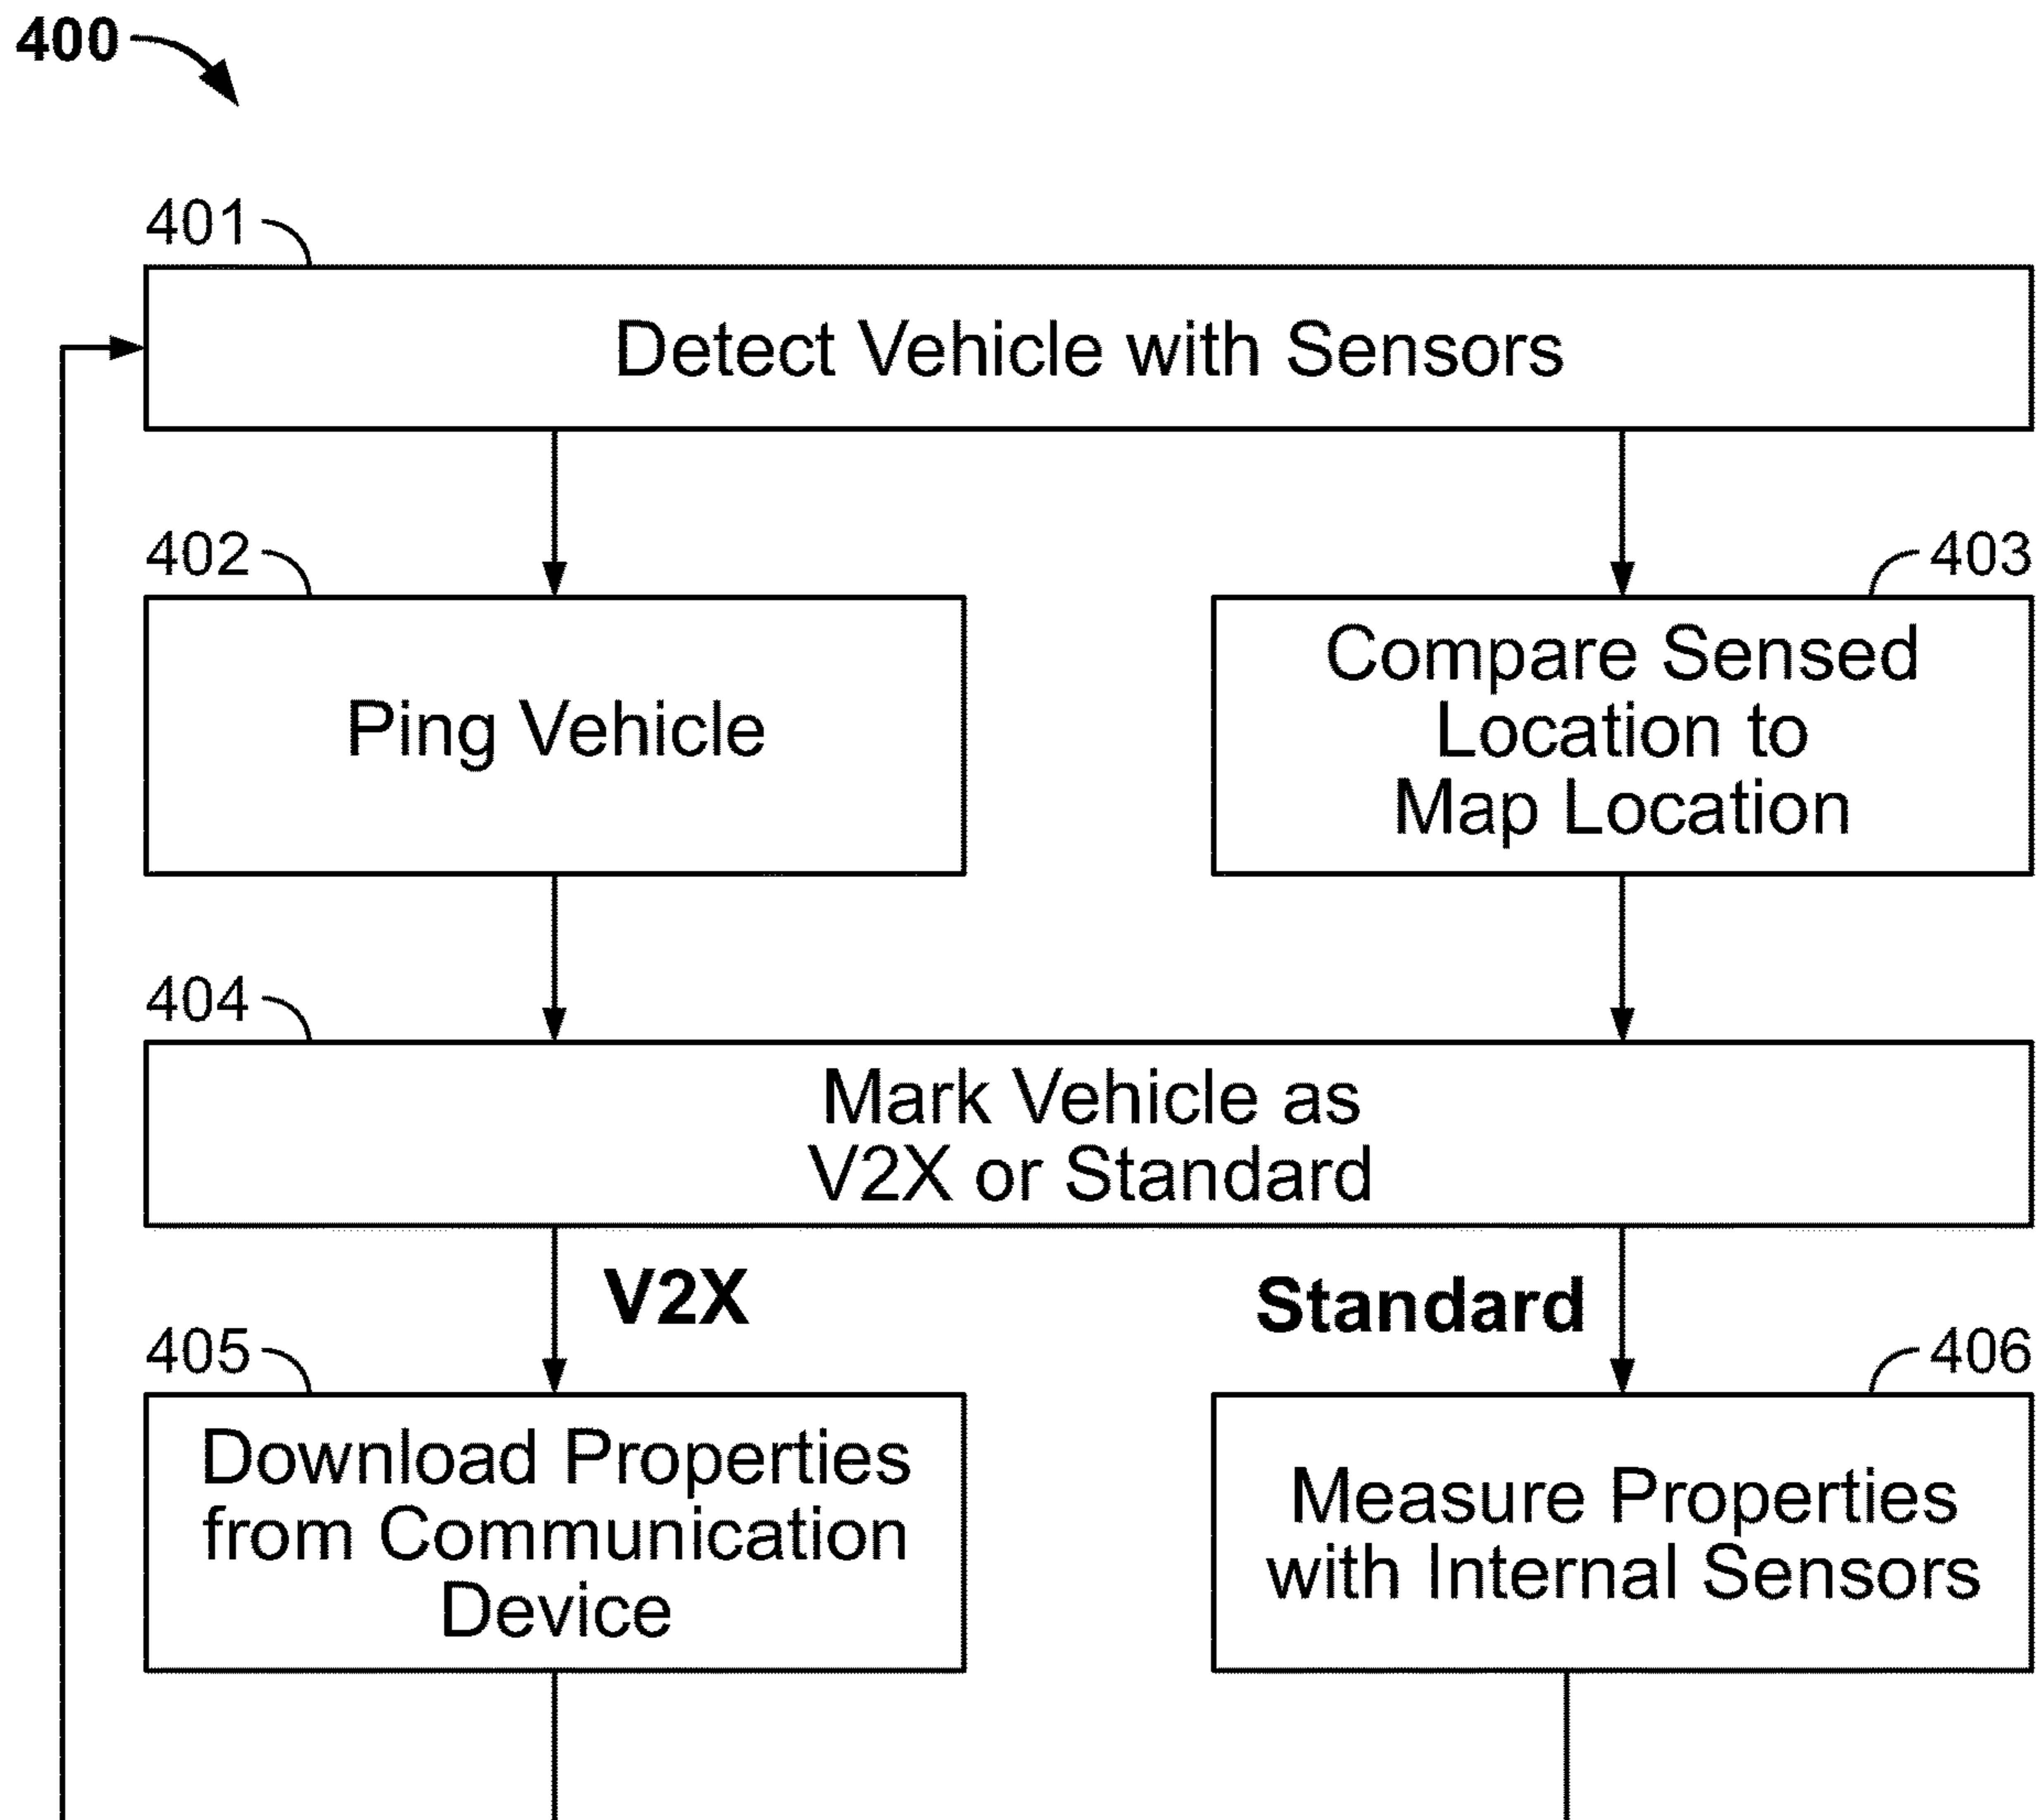 400
401
Detect Vehicle with Sensors
402
403
Ping Vehicle
Compare Sensed
Location to
Map Location
404
Mark Vehicle as
V2X or Standard
V2X
Standard
405
406
Download Properties
from Communication
Device
Measure Properties
with Internal Sensors